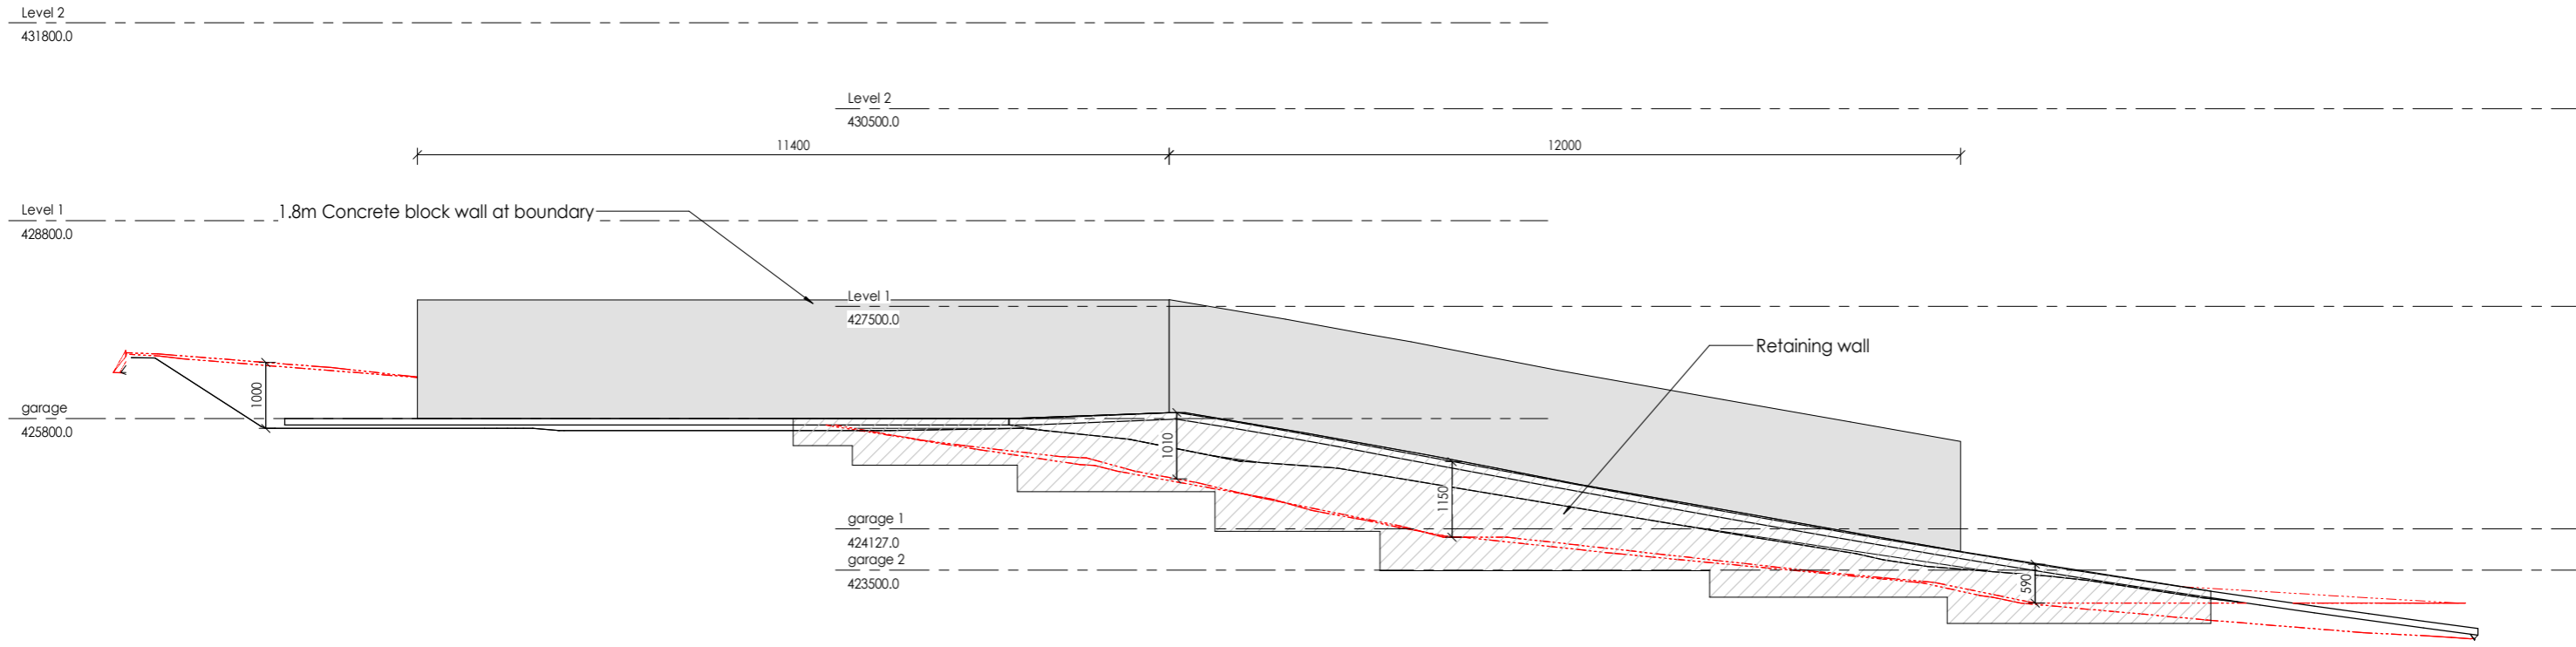 Level 2
431800.0
Level 2
430500.0
11400
12000
Level 1
428800.0
1.8m Concrete block wall at boundary
Level 1
427500.0
Retaining wall
1000
garage
425800.0
1010
1150
garage 1
424127.0
garage 2
423500.0
590